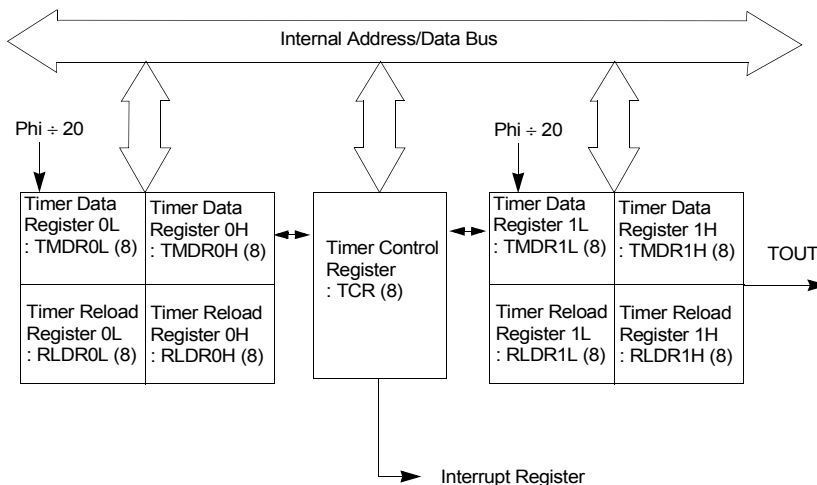 Internal Address/Data Bus
Phi ÷ 20
Phi ÷ 20
Timer Data
Register 0L
: TMDR0L (8)
Timer Data
Register 0H
: TMDR0H (8)
Timer Reload
Register 0L
: RLDR0L (8)
Timer Reload
Register 0H
: RLDR0H (8)
Timer Control
Register
: TCR (8)
Timer Data
Register 1L
: TMDR1L (8)
Timer Data
Register 1H
: TMDR1H (8)
Timer Reload
Register 1L
: RLDR1L (8)
Timer Reload
Register 1H
: RLDR1H (8)
TOUT
Interrupt Register